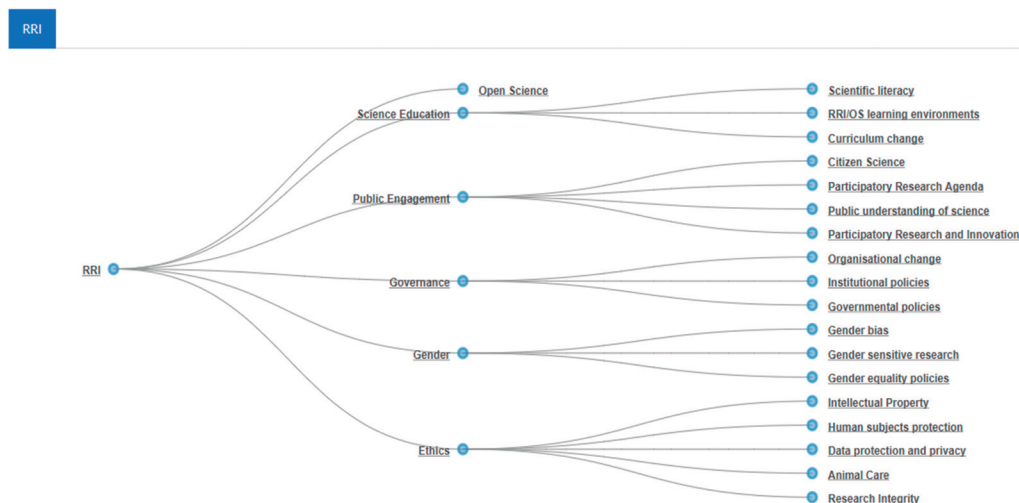 RRI
Open Science
Science Education
Scientific literacy
RRI/OS learning environments
Curriculum change
Public Engagement
Citizen Science
Participatory Research Agenda
Public understanding of science
Participatory Research and Innovation
RRI
Governance
Organisational change
Institutional policies
Governmental policies
Gender
Gender bias
Gender sensitive research
Gender equality policies
Ethics
Intellectual Property
Human subjects protection
Data protection and privacy
Animal Care
Research Integrity